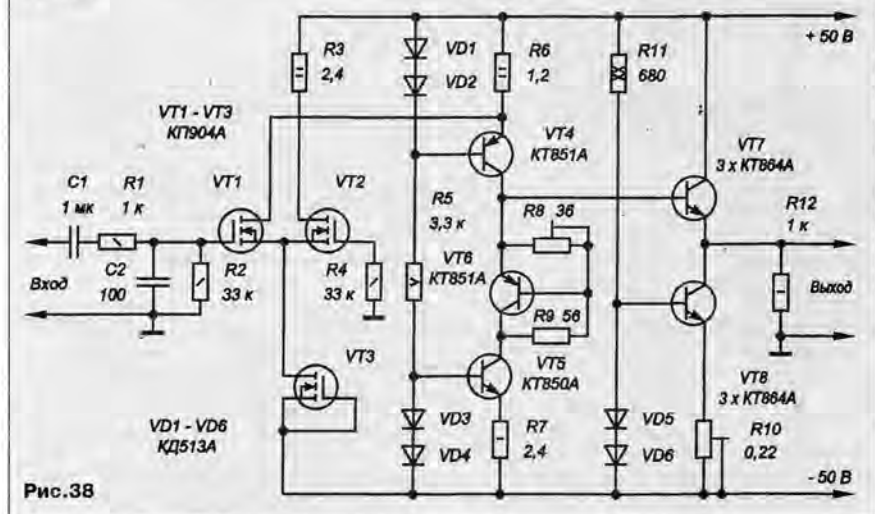 + 50 В
R3
2,4
VD1
VD2
R6
1,2
R11
680
VT1 - VT3
КП904А
VT4
КТ851А
VT7
3 х КТ864А
C1
1 мк
R1
1 к
VT1
VT2
R5
3,3 к
R8 36
R12
1 к
VT6
КТ851А
Вход
C2
100
R2
33 к
R4
33 к
Выход
R9 56
VT3
VT5
КТ850А
VT8
3 х КТ864А
VD1 - VD6
КД513А
VD3
VD4
R7
2,4
VD5
VD6
R10
0,22
Рис.38
- 50 В